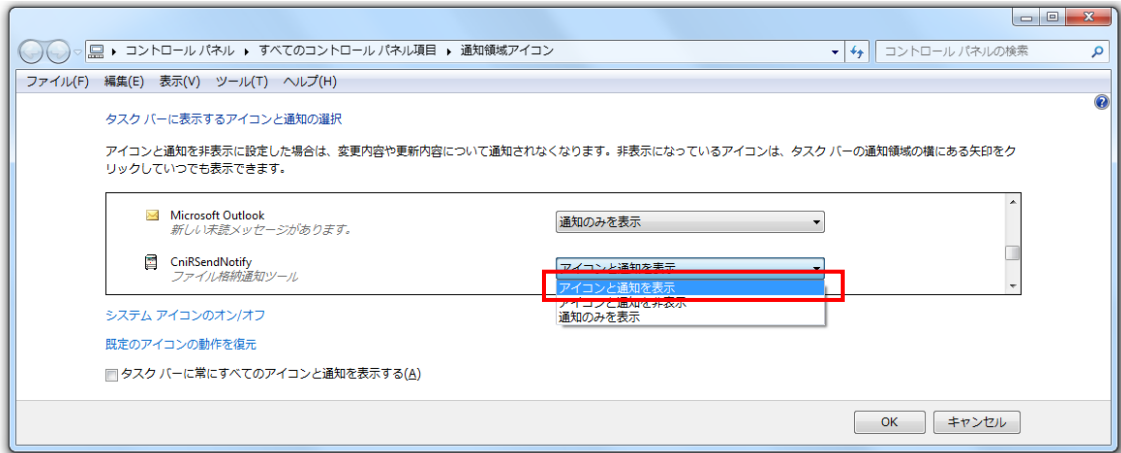 コントロール パネル ▸ すべてのコントロール パネル項目 ▸ 通知領域アイコン
コントロール パネルの検索
ファイル(F) 編集(E) 表示(V) ツール(T) ヘルプ(H)
タスク バーに表示するアイコンと通知の選択
アイコンと通知を非表示に設定した場合は、変更内容や更新内容について通知されなくなります。非表示になっているアイコンは、タスク バーの通知領域の横にある矢印をク
リックしていつでも表示できます。
Microsoft Outlook
新しい未読メッセージがあります。
通知のみを表示
CniRSendNotify
ファイル格納通知ツール
アイコンと通知を表示
アイコンと通知を表示
アイコンと通知を非表示
通知のみを表示
システム アイコンのオン/オフ
既定のアイコンの動作を復元
タスク バーに常にすべてのアイコンと通知を表示する(A)
OK
キャンセル